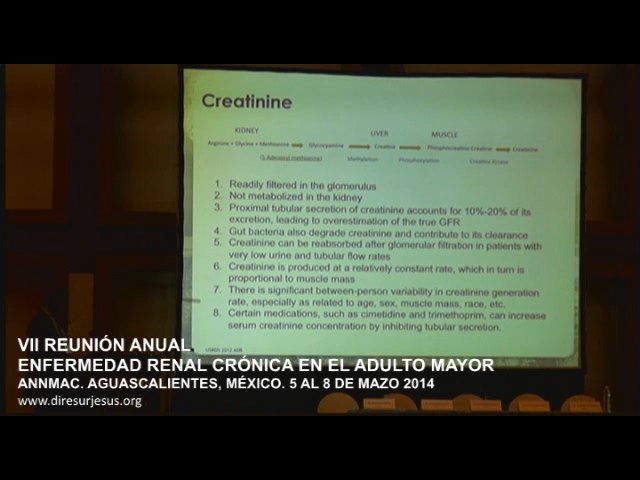 Creatinine
KIDNEY LIVER MUSCLE
Arginine + Glycine + Methionine Glycocyamine Creatine Phosphocreatine Creatine Creatinine
(S-Adenosyl methionine) Methylation Phosphorylation Creatine Kinase
1. Readily filtered in the glomerulus
2. Not metabolized in the kidney
3. Proximal tubular secretion of creatinine accounts for 10%-20% of its
excretion, leading to overestimation of the true GFR
4. Gut bacteria also degrade creatinine and contribute to its clearance
5. Creatinine can be reabsorbed after glomerular filtration in patients with
very low urine and tubular flow rates
6. Creatinine is produced at a relatively constant rate, which in turn is
proportional to muscle mass
7. There is significant between-person variability in creatinine generation
rate, especially as related to age, sex, muscle mass, race, etc.
8. Certain medications, such as cimetidine and trimethoprim, can increase
serum creatinine concentration by inhibiting tubular secretion.
VII REUNIÓN ANUAL.
ENFERMEDAD RENAL CRÓNICA EN EL ADULTO MAYOR
ANNMAC. AGUASCALIENTES, MÉXICO. 5 AL 8 DE MAZO 2014
www.diresurjesus.org